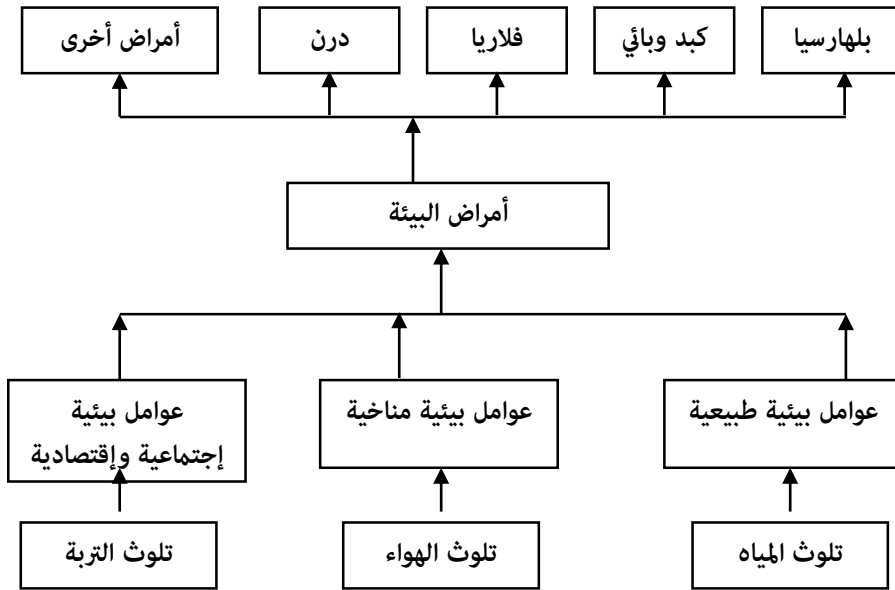 بلهارسيا
كبد وبائي
فلاريا
درن
أمراض أخرى
أمراض البيئة
عوامل بيئية طبيعية
عوامل بيئية مناخية
عوامل بيئية
إجتماعية وإقتصادية
تلوث المياه
تلوث الهواء
تلوث التربة